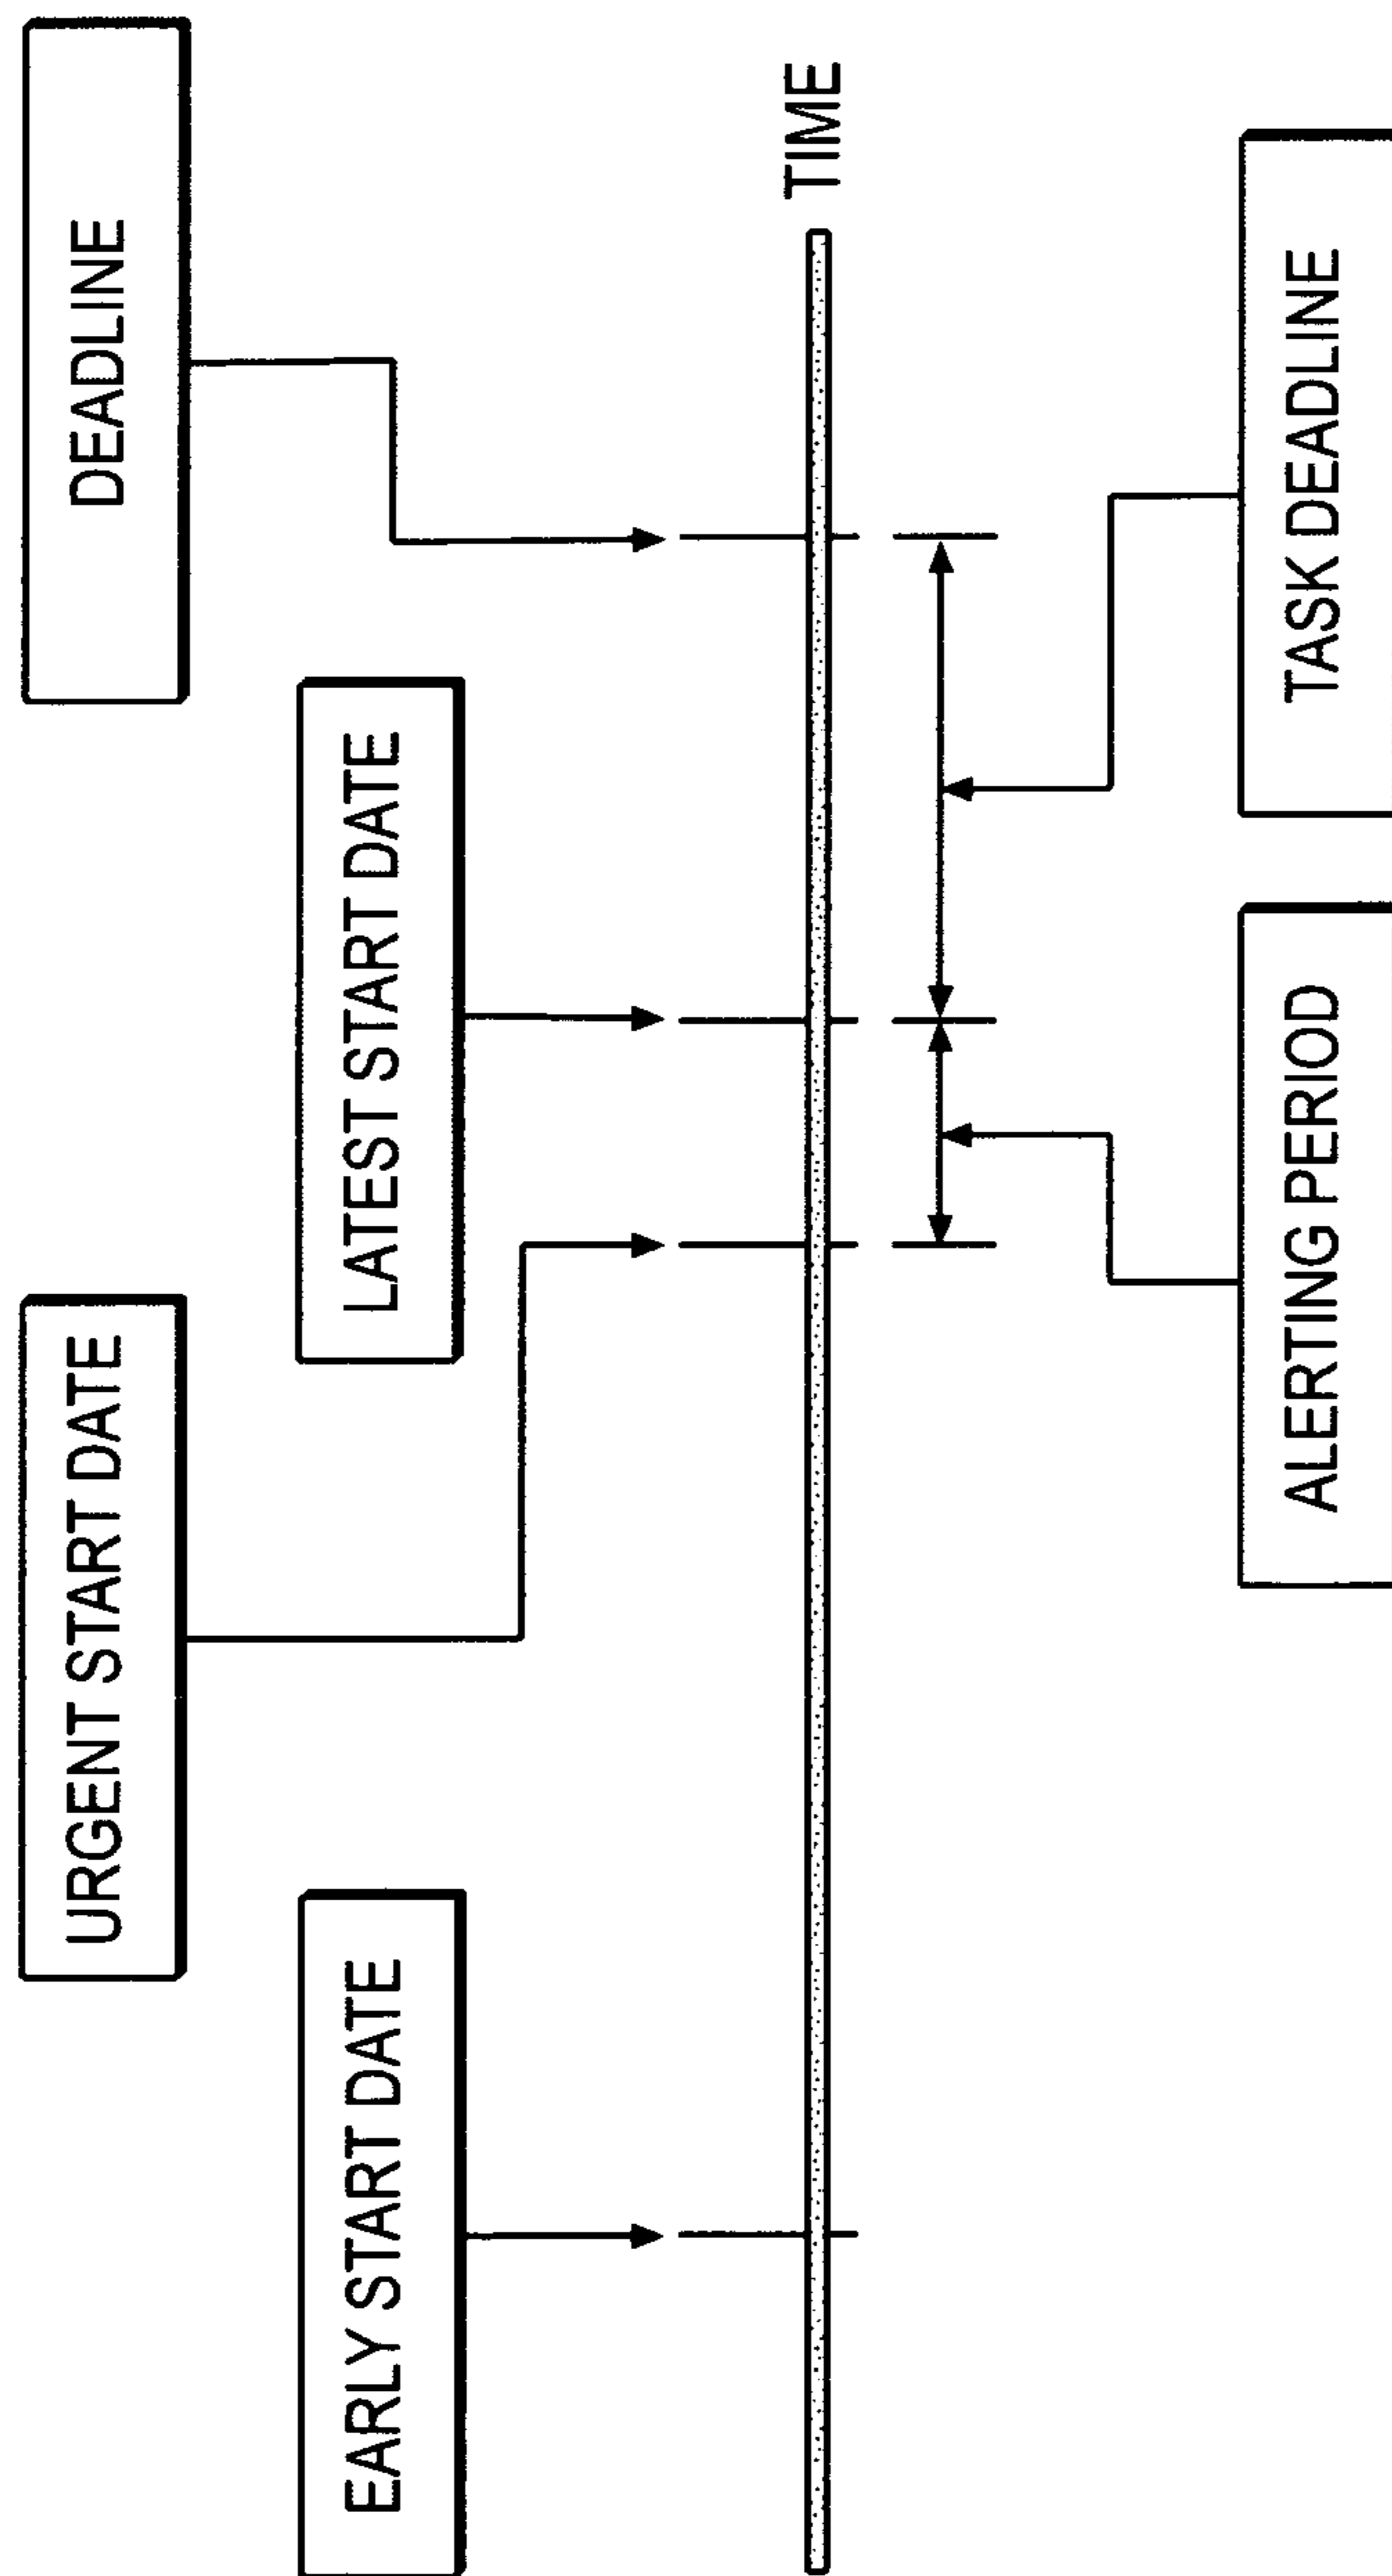 URGENT START DATE
DEADLINE
EARLY START DATE
LATEST START DATE
TIME
ALERTING PERIOD
TASK DEADLINE